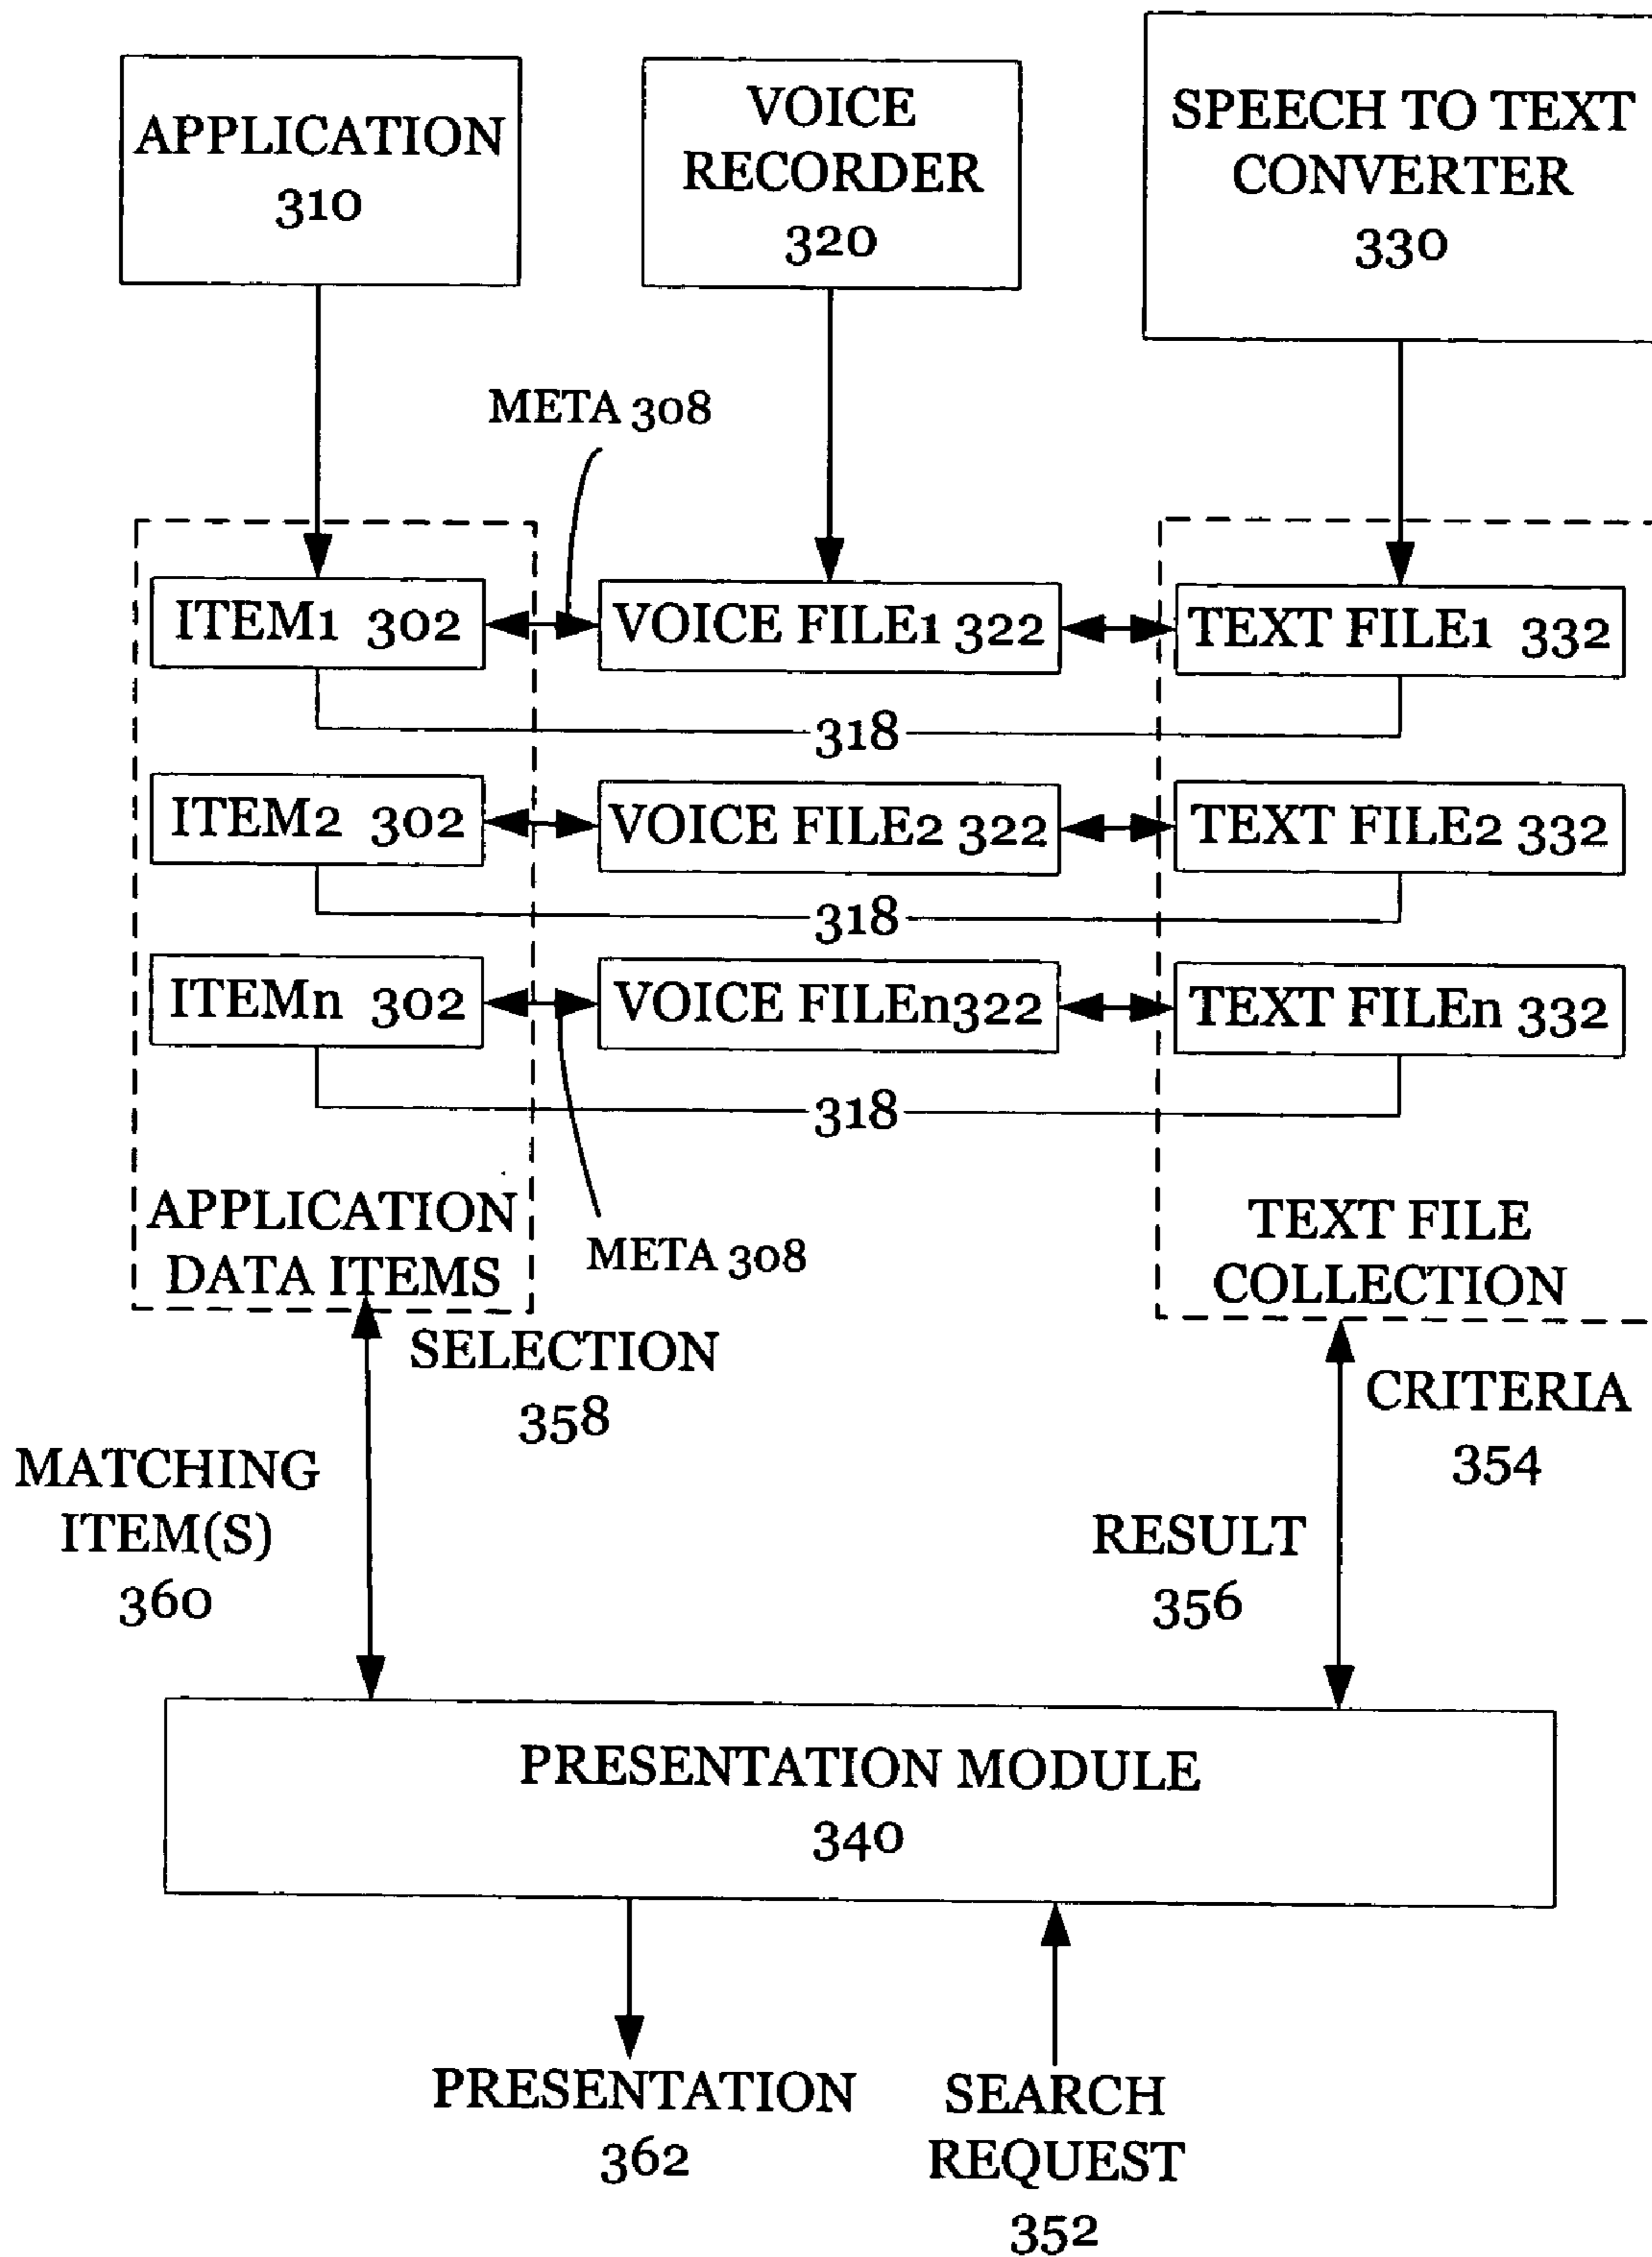 APPLICATION
310
VOICE
RECORDER
320
SPEECH TO TEXT
CONVERTER
330
META 308
ITEM1 302
VOICE FILE1 322
TEXT FILE1 332
318
ITEM2 302
VOICE FILE2 322
TEXT FILE2 332
318
ITEMn 302
VOICE FILEn322
TEXT FILEn 332
318
APPLICATION
DATA ITEMS
META 308
TEXT FILE
COLLECTION
SELECTION
358
CRITERIA
354
MATCHING
ITEM(S)
360
RESULT
356
PRESENTATION MODULE
340
PRESENTATION
362
SEARCH
REQUEST
352